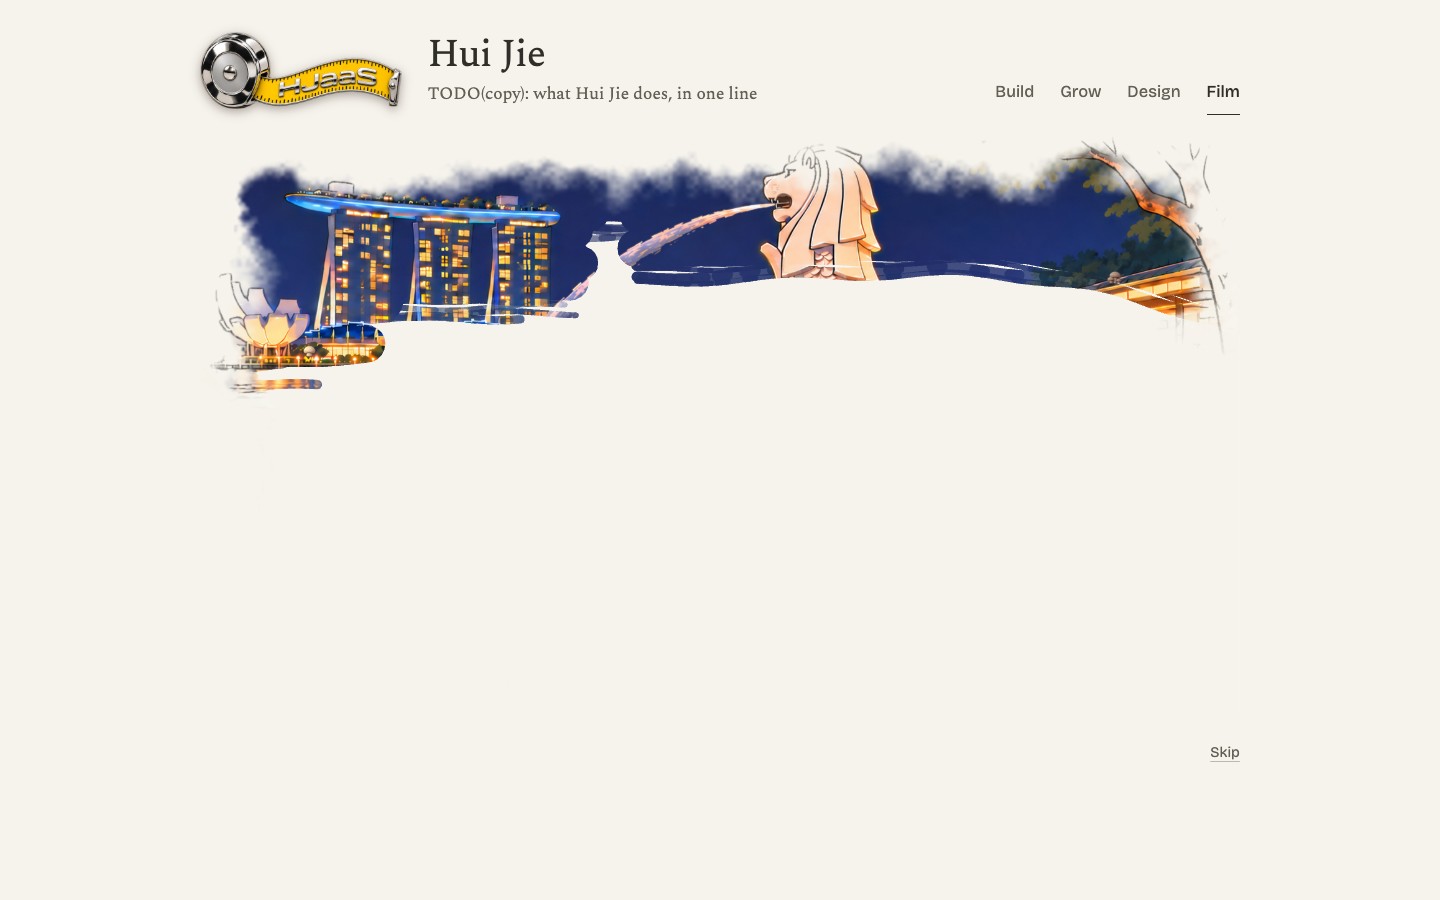 HJaaS
Hui Jie
TODO(copy): what Hui Jie does, in one line
Build Grow Design Film
Skip